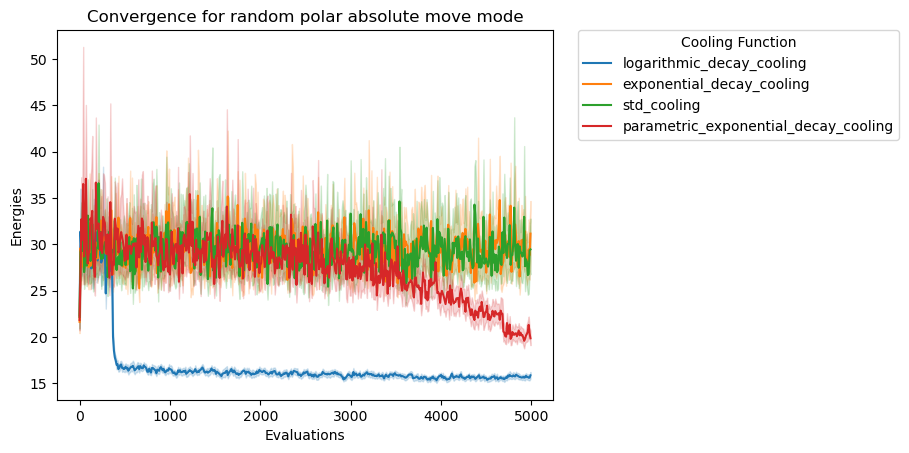 Convergence for random polar absolute move mode
Cooling Function
logarithmic_decay_cooling
exponential_decay_cooling
std_cooling
parametric_exponential_decay_cooling
Energies
50
45
40
35
30
25
20
15
0 1000 2000 3000 4000 5000
Evaluations